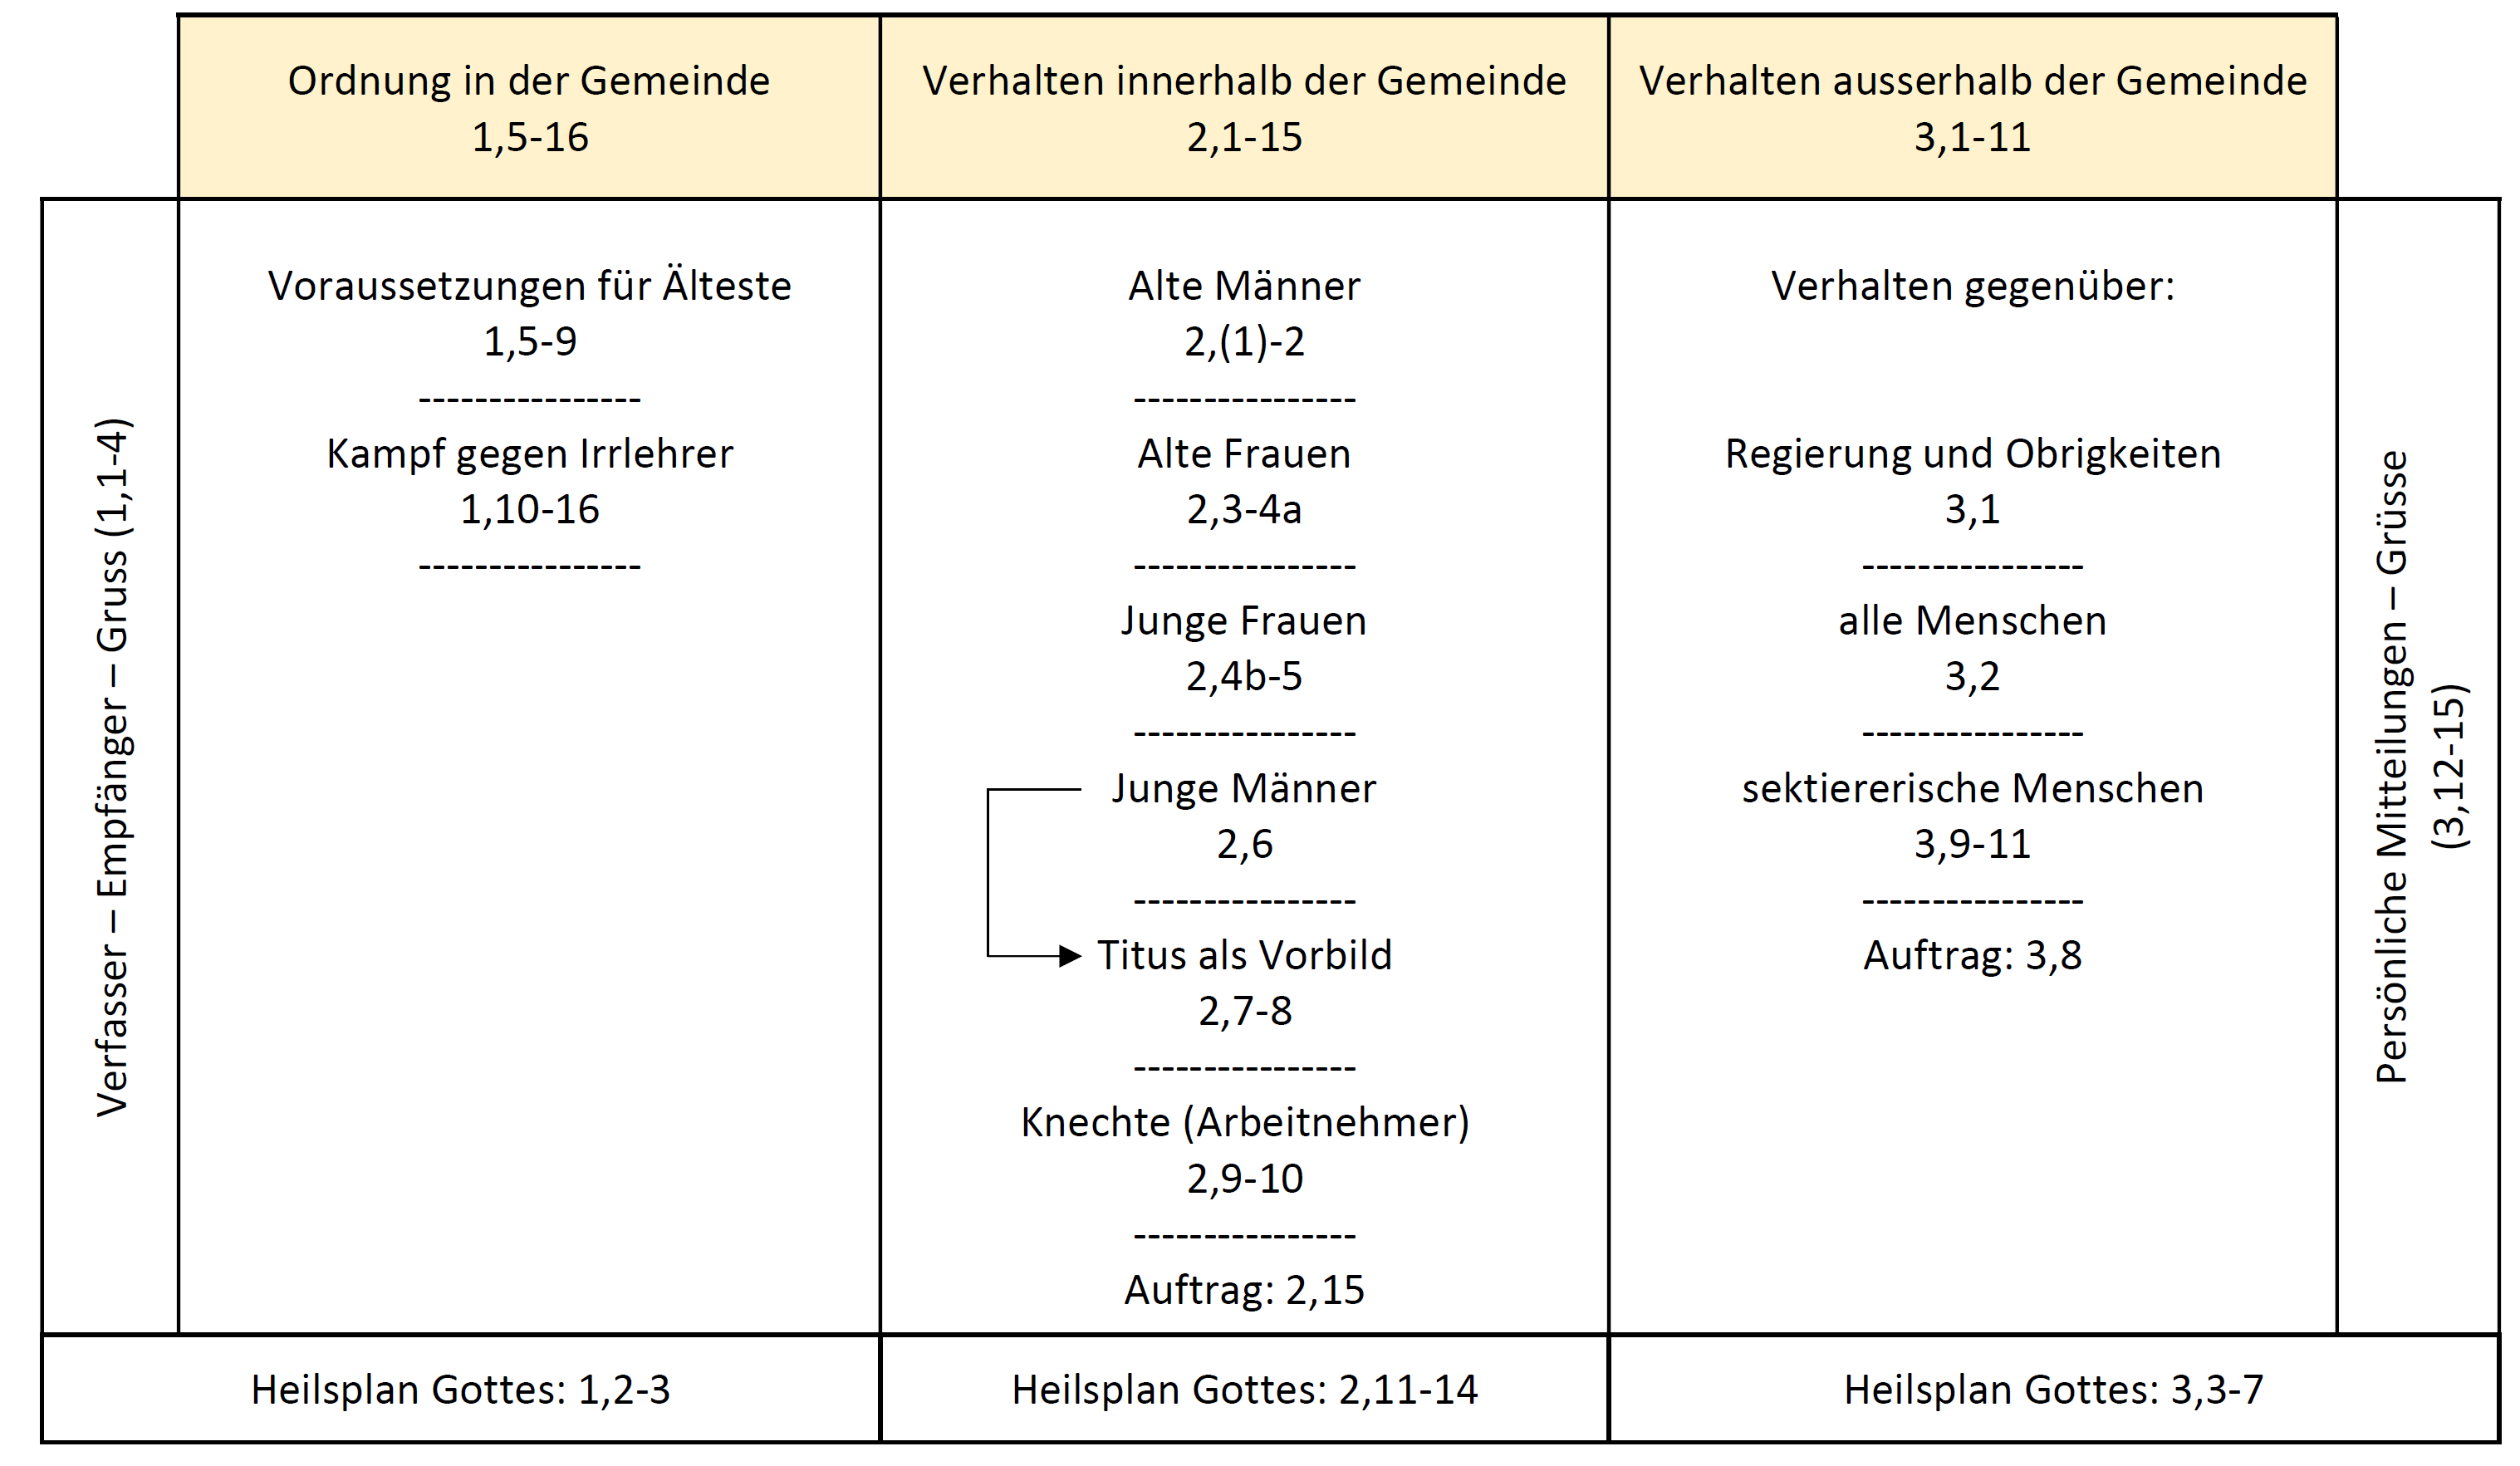 Ordnung in der Gemeinde
1,5-16
Verhalten innerhalb der Gemeinde
2,1-15
Verhalten ausserhalb der Gemeinde
3,1-11
Verfasser – Empfänger – Gruss (1,1-4)
Voraussetzungen für Älteste
1,5-9
----------------
Kampf gegen Irrlehrer
1,10-16
----------------
Alte Männer
2,(1)-2
----------------
Alte Frauen
2,3-4a
----------------
Junge Frauen
2,4b-5
----------------
Junge Männer
2,6
----------------
Titus als Vorbild
2,7-8
----------------
Knechte (Arbeitnehmer)
2,9-10
----------------
Auftrag: 2,15
Verhalten gegenüber:
Regierung und Obrigkeiten
3,1
----------------
alle Menschen
3,2
----------------
sektiererische Menschen
3,9-11
----------------
Auftrag: 3,8
Persönliche Mitteilungen – Grüsse
(3,12-15)
Heilsplan Gottes: 1,2-3
Heilsplan Gottes: 2,11-14
Heilsplan Gottes: 3,3-7